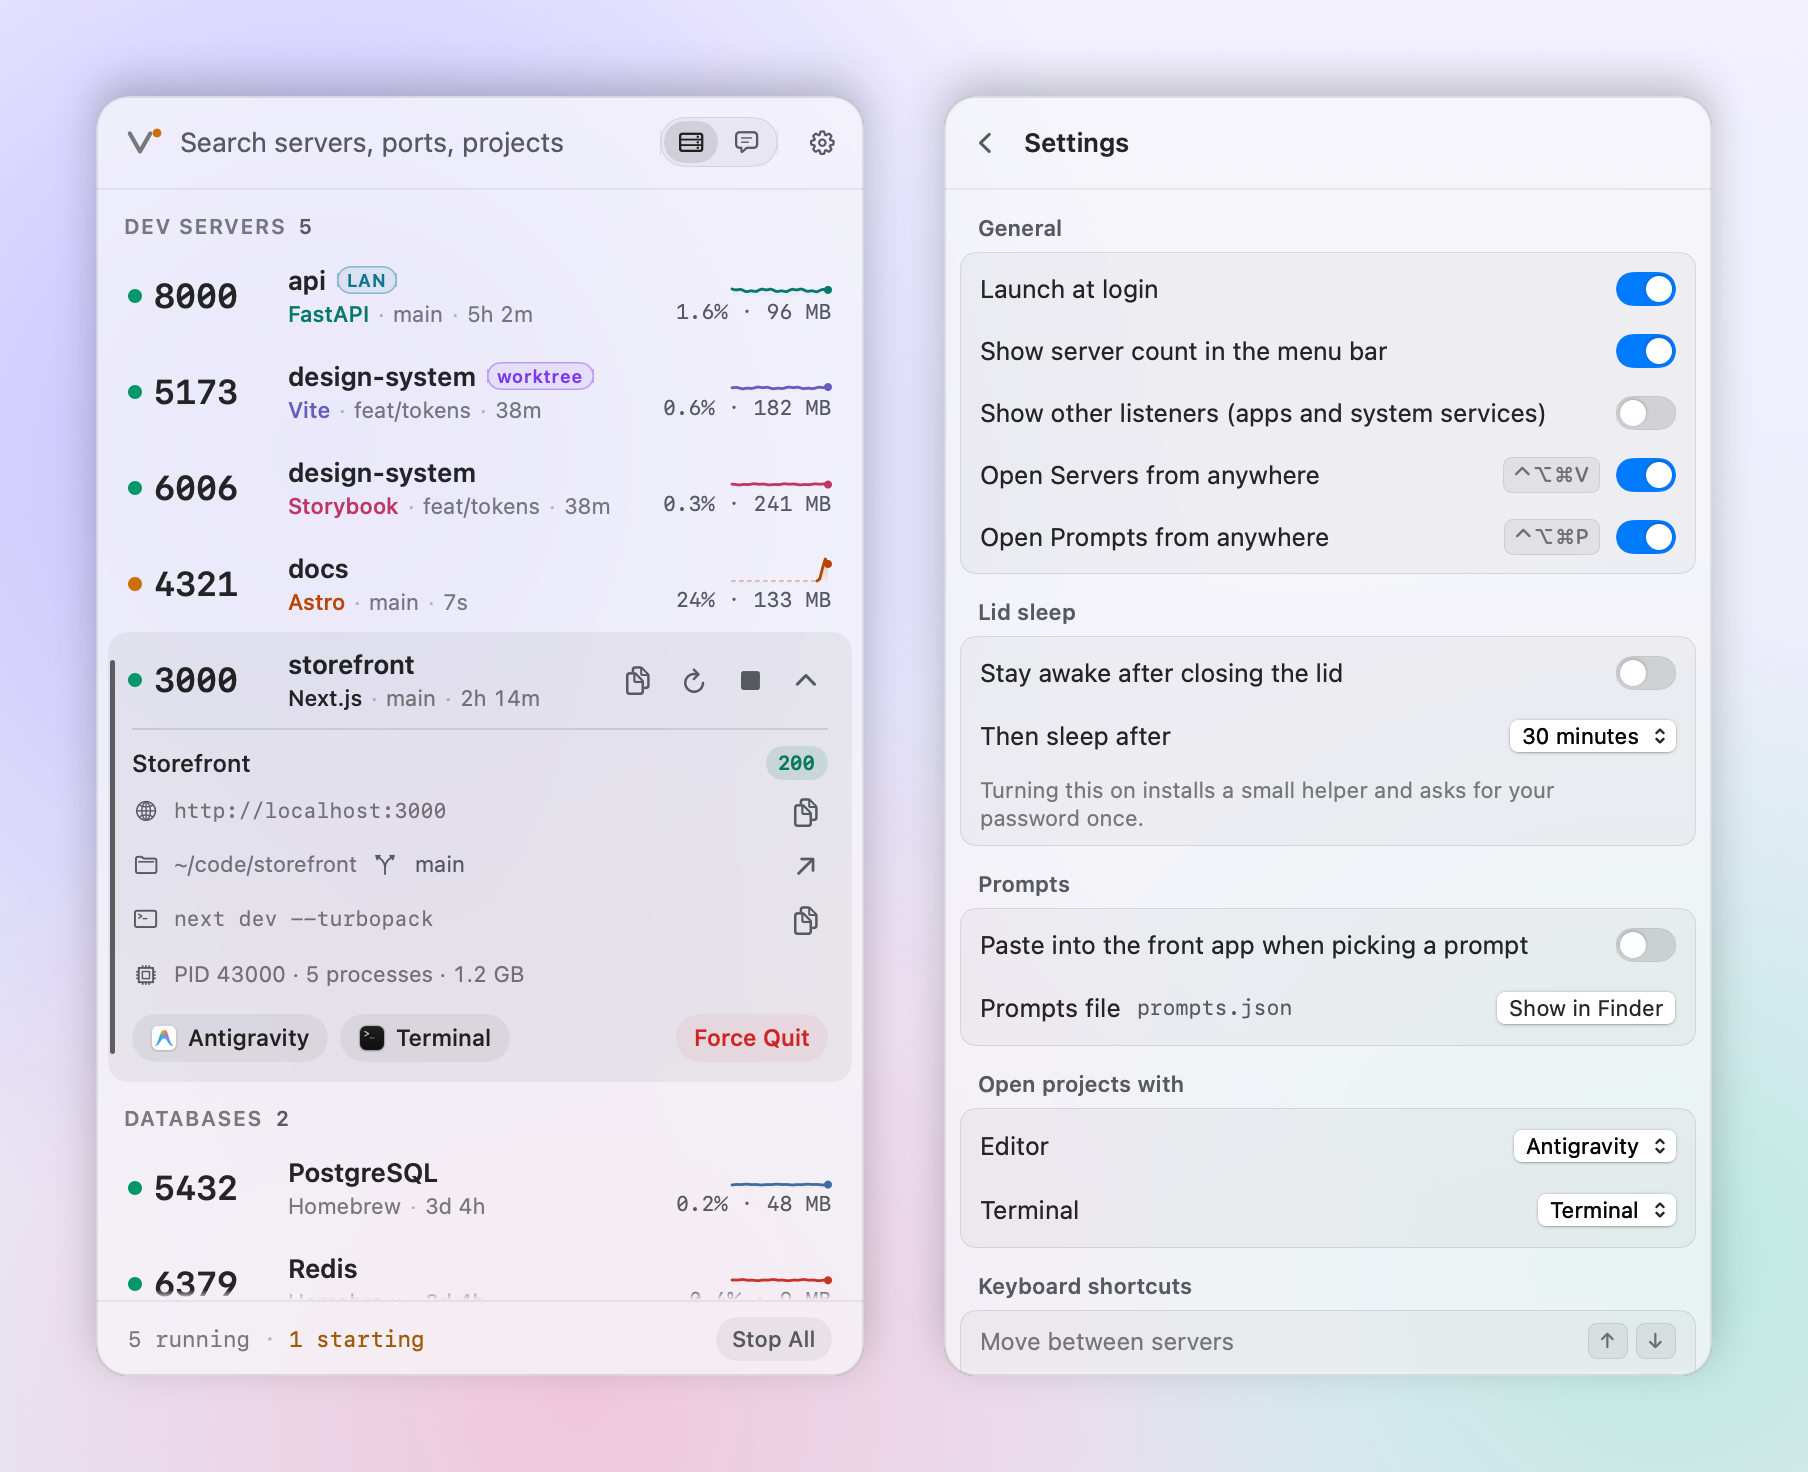 Search servers, ports, projects
DEV SERVERS 5
8000
api LAN
FastAPI · main · 5h 2m
1.6% · 96 MB
5173
design-system worktree
Vite · feat/tokens · 38m
0.6% · 182 MB
6006
design-system
Storybook · feat/tokens · 38m
0.3% · 241 MB
4321
docs
Astro · main · 7s
24% · 133 MB
3000
storefront
Next.js · main · 2h 14m
Storefront 200
http://localhost:3000
~/code/storefront main
next dev --turbopack
PID 43000 · 5 processes · 1.2 GB
Antigravity Terminal Force Quit
DATABASES 2
5432
PostgreSQL
Homebrew · 3d 4h
0.2% · 48 MB
6379
Redis
5 running · 1 starting Stop All
Settings
General
Launch at login
Show server count in the menu bar
Show other listeners (apps and system services)
Open Servers from anywhere ⌃⌥⌘V
Open Prompts from anywhere ⌃⌥⌘P
Lid sleep
Stay awake after closing the lid
Then sleep after 30 minutes
Turning this on installs a small helper and asks for your
password once.
Prompts
Paste into the front app when picking a prompt
Prompts file prompts.json Show in Finder
Open projects with
Editor Antigravity
Terminal Terminal
Keyboard shortcuts
Move between servers ↑ ↓